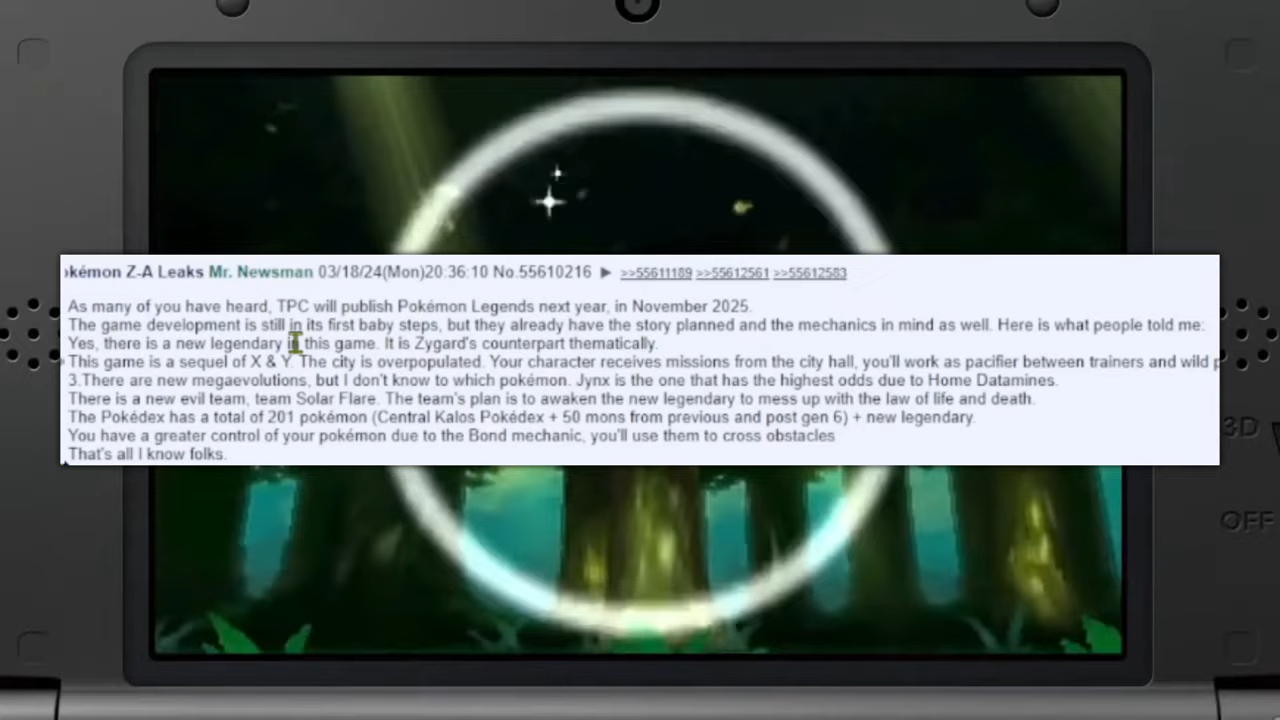 okémon Z-A Leaks Mr. Newsman 03/18/24(Mon)20:36:10 No.55610216 ▶ >>55611189 >>55612561 >>55612583
As many of you have heard, TPC will publish Pokémon Legends next year, in November 2025.
The game development is still in its first baby steps, but they already have the story planned and the mechanics in mind as well. Here is what people told me:
Yes, there is a new legendary in this game. It is Zygard's counterpart thematically.
This game is a sequel of X & Y. The city is overpopulated. Your character receives missions from the city hall, you'll work as pacifier between trainers and wild p
3.There are new megaevolutions, but I don't know to which pokémon. Jynx is the one that has the highest odds due to Home Datamines.
There is a new evil team, team Solar Flare. The team's plan is to awaken the new legendary to mess up with the law of life and death.
The Pokédex has a total of 201 pokémon (Central Kalos Pokédex + 50 mons from previous and post gen 6) + new legendary.
You have a greater control of your pokémon due to the Bond mechanic, you'll use them to cross obstacles
That's all I know folks.
3D
OFF